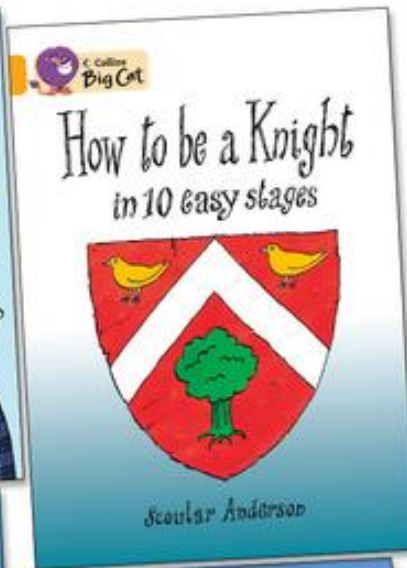 Collins
Big Cat
How to be a Knight
in 10 easy stages
Scoular Anderson